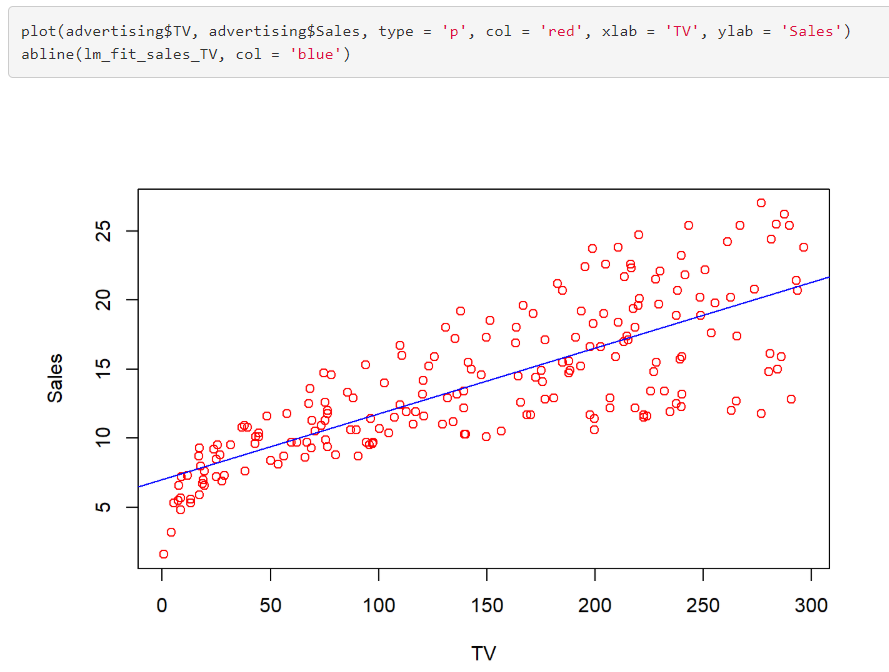 plot(advertising$TV, advertising$Sales, type = 'p', col = 'red', xlab = 'TV', ylab = 'Sales')
abline(lm_fit_sales_TV, col = 'blue')
25
20
15
10
5
Sales
0 50 100 150 200 250 300
TV